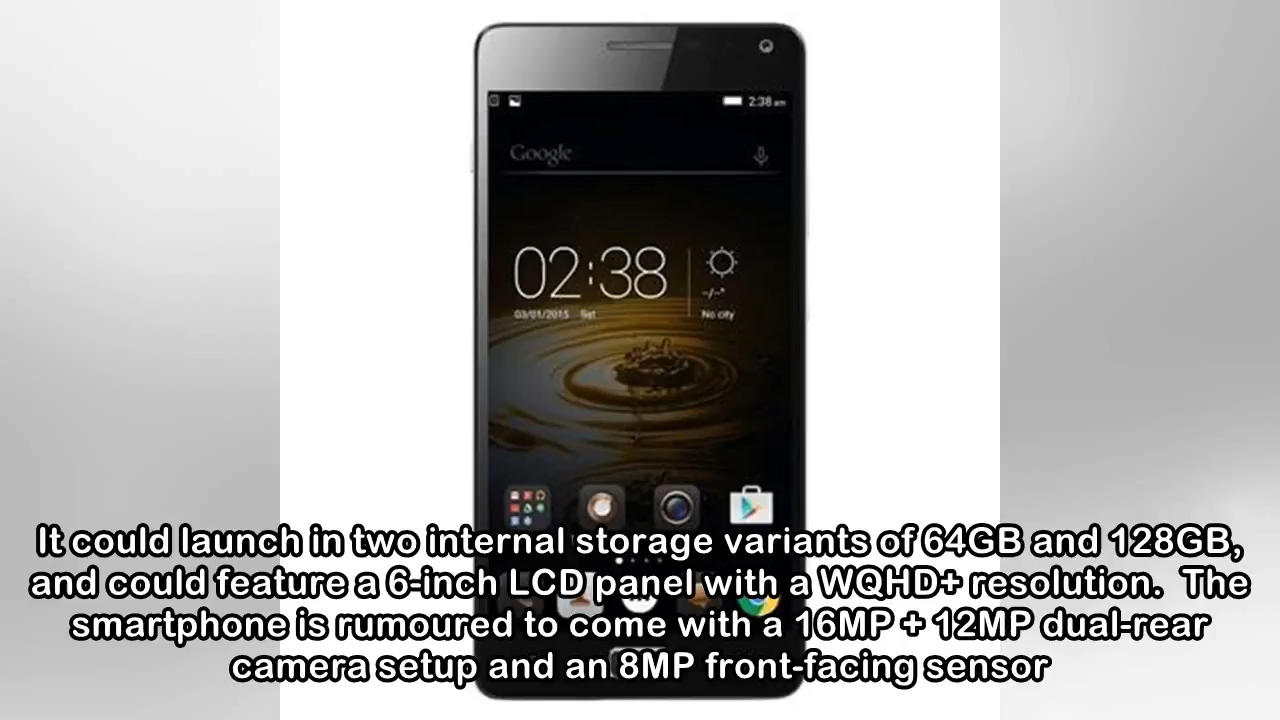 2:38 am
Google
02:38
03/01/2015 Sat
--/--°
No city
It could launch in two internal storage variants of 64GB and 128GB,
and could feature a 6-inch LCD panel with a WQHD+ resolution. The
smartphone is rumoured to come with a 16MP + 12MP dual-rear
camera setup and an 8MP front-facing sensor